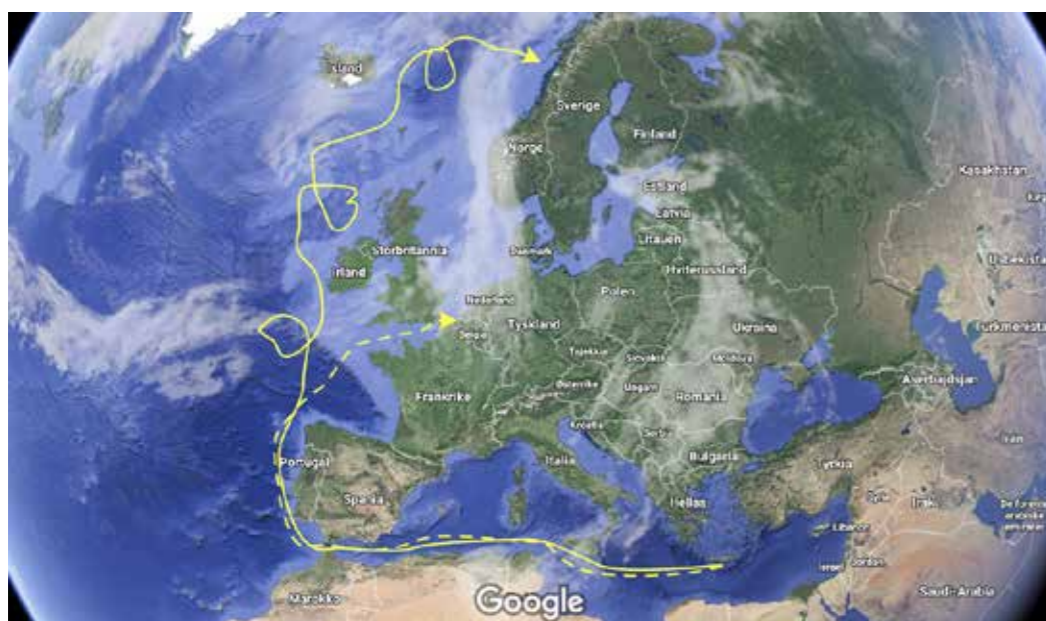 Island
Sverige
Finland
Norge
Kasakhstan
Estland
Latvia
Danmark
Litauen
Storbritannia
Irland
Hviterussland
Usbekistan
Nederland
Polen
Tyskland
Ukraina
Turkmenist
Belgia
Tsjekkia
Slovakia
Moldova
Østerrike
Ungarn
Aserbajdsjan
Frankrike
Romania
Kroatia
Serbia
Italia
Bulgaria
Iran
Portugal
Tyrkia
Spania
Hellas
Syria
Irak
Libanon
Israel
Jordan
Marokko
Google
Saudi-Arabia